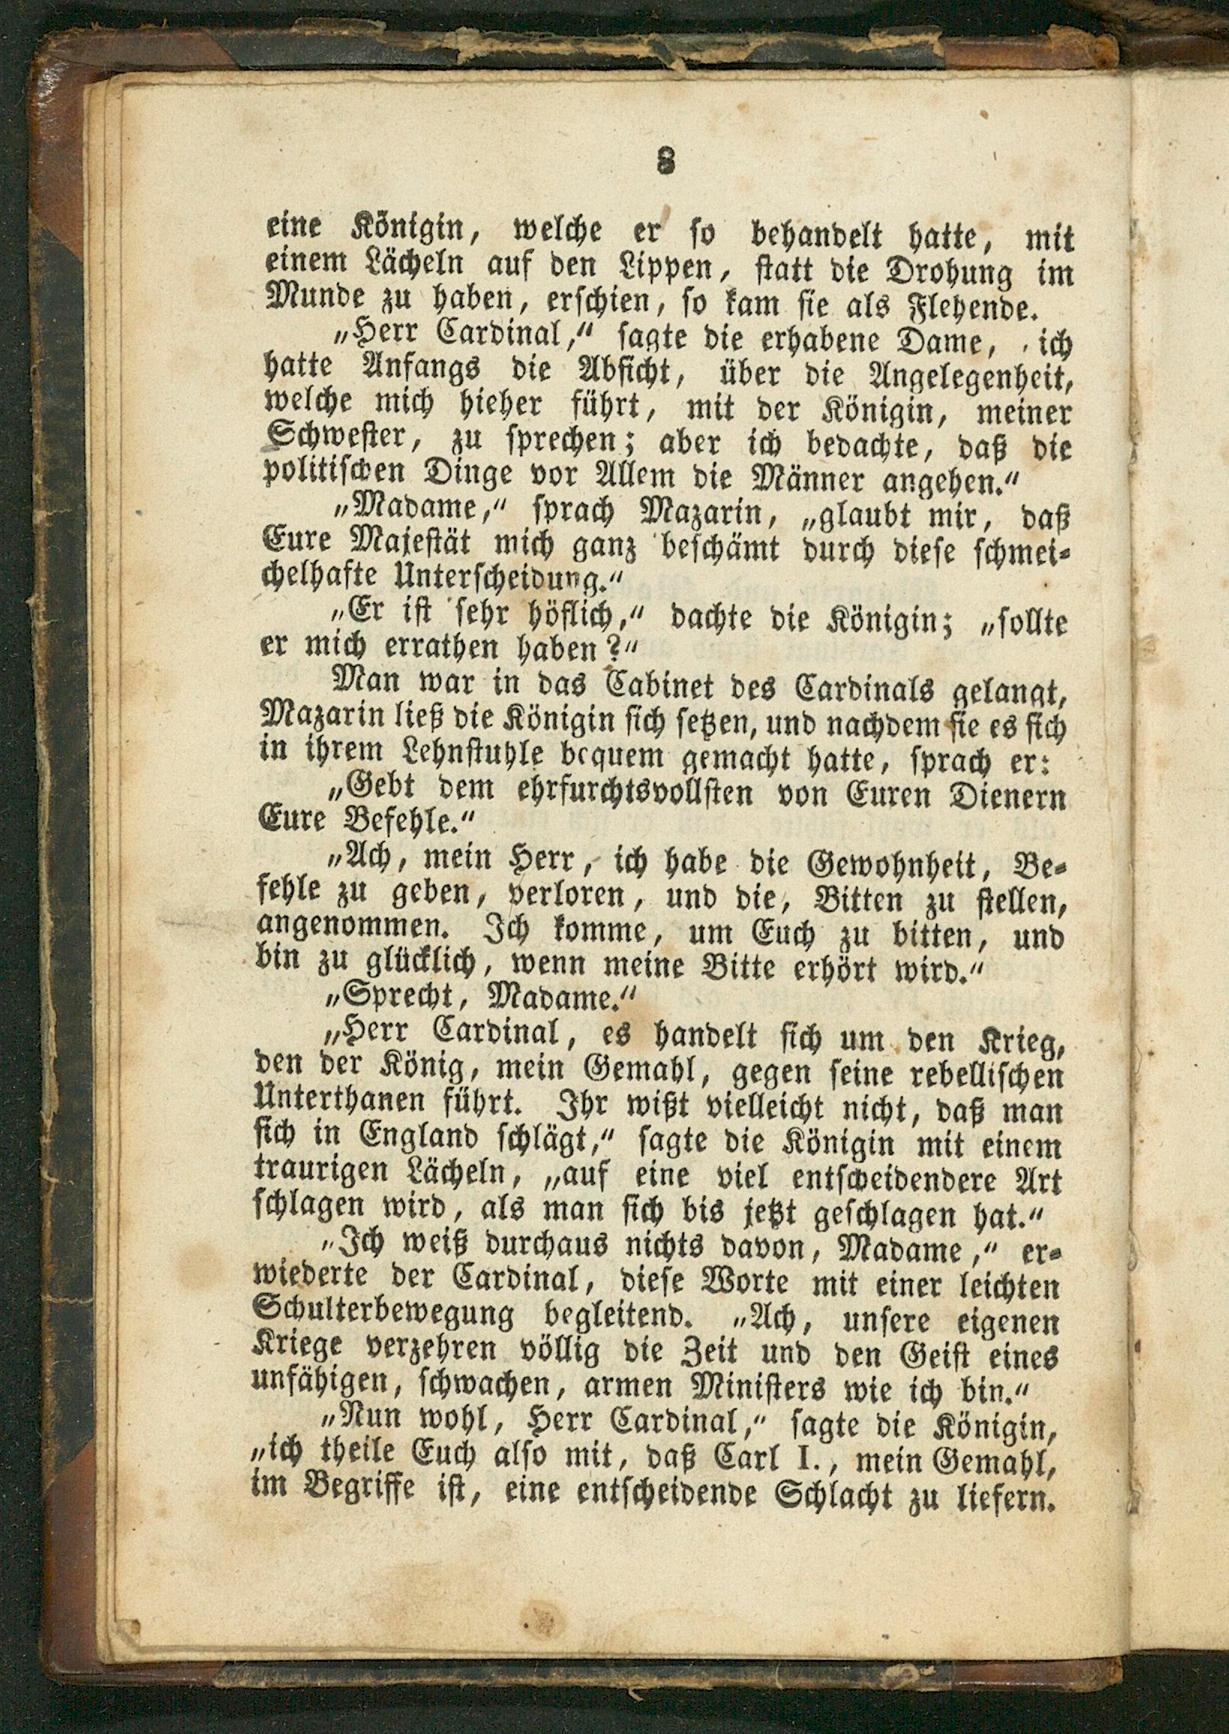 8
eine Königin, welche er so behandelt hatte, mit
einem Lächeln auf den Lippen, statt die Drohung im
Munde zu haben, erschien, so kam sie als Flehende.
„Herr Cardinal,“ sagte die erhabene Dame, ich
hatte Anfangs die Absicht, über die Angelegenheit,
welche mich hieher führt, mit der Königin, meiner
Schwester, zu sprechen; aber ich bedachte, daß die
politischen Dinge vor Allem die Männer angehen.“
„Madame,“ sprach Mazarin, „glaubt mir, daß
Eure Majestät mich ganz beschämt durch diese schmei-
chelhafte Unterscheidung.“
„Er ist sehr höflich,“ dachte die Königin; „sollte
er mich errathen haben?“
Man war in das Cabinet des Cardinals gelangt,
Mazarin ließ die Königin sich setzen, und nachdem sie es sich
in ihrem Lehnstuhle bequem gemacht hatte, sprach er:
„Gebt dem ehrfurchtsvollsten von Euren Dienern
Eure Befehle.“
„Ach, mein Herr, ich habe die Gewohnheit, Be-
fehle zu geben, verloren, und die, Bitten zu stellen,
angenommen. Ich komme, um Euch zu bitten, und
bin zu glücklich, wenn meine Bitte erhört wird.“
„Sprecht, Madame.“
„Herr Cardinal, es handelt sich um den Krieg,
den der König, mein Gemahl, gegen seine rebellischen
Unterthanen führt. Ihr wißt vielleicht nicht, daß man
sich in England schlägt,“ sagte die Königin mit einem
traurigen Lächeln, „auf eine viel entscheidendere Art
schlagen wird, als man sich bis jetzt geschlagen hat.“
„Ich weiß durchaus nichts davon, Madame,“ er-
wiederte der Cardinal, diese Worte mit einer leichten
Schulterbewegung begleitend. „Ach, unsere eigenen
Kriege verzehren völlig die Zeit und den Geist eines
unfähigen, schwachen, armen Ministers wie ich bin.“
„Nun wohl, Herr Cardinal,“ sagte die Königin,
„ich theile Euch also mit, daß Carl I., mein Gemahl,
im Begriffe ist, eine entscheidende Schlacht zu liefern.